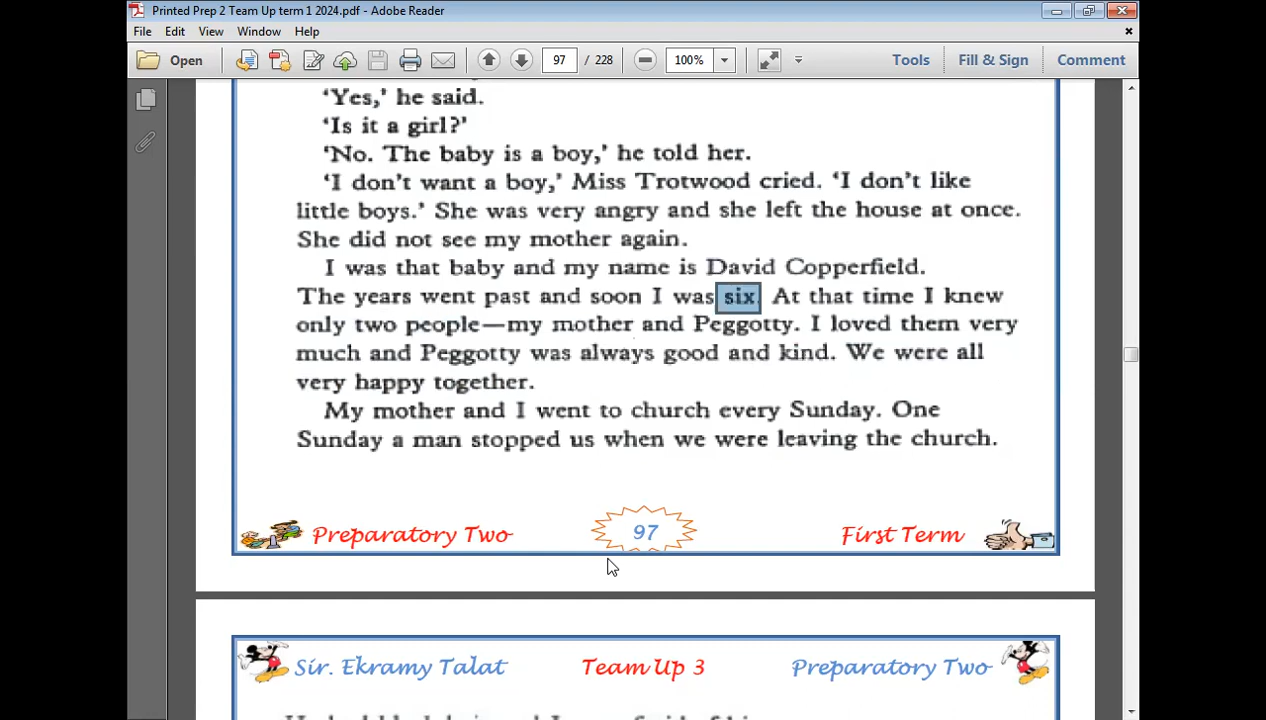 Printed Prep 2 Team Up term 1 2024.pdf - Adobe Reader
File Edit View Window Help
Open 97 / 228 100% Tools Fill & Sign Comment
‘Yes,’ he said.
‘Is it a girl?’
‘No. The baby is a boy,’ he told her.
‘I don’t want a boy,’ Miss Trotwood cried. ‘I don’t like
little boys.’ She was very angry and she left the house at once.
She did not see my mother again.
I was that baby and my name is David Copperfield.
The years went past and soon I was six At that time I knew
only two people—my mother and Peggotty. I loved them very
much and Peggotty was always good and kind. We were all
very happy together.
My mother and I went to church every Sunday. One
Sunday a man stopped us when we were leaving the church.
Preparatory Two 97 First Term
Sir. Ekramy Talat Team Up 3 Preparatory Two